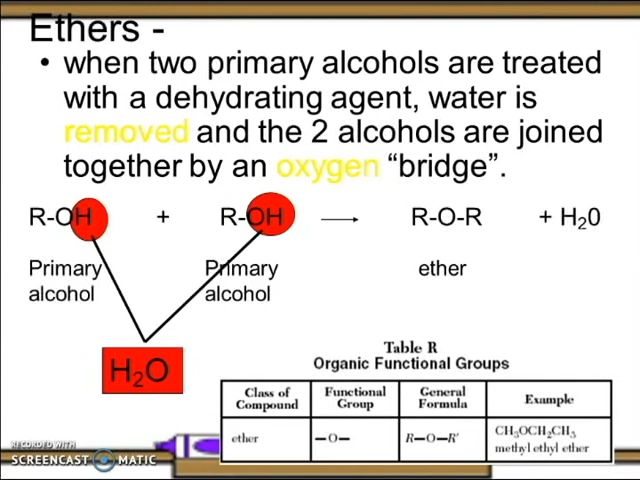 Ethers -
• when two primary alcohols are treated
with a dehydrating agent, water is
removed and the 2 alcohols are joined
together by an oxygen “bridge”.
R-OH + R-OH → R-O-R + H₂0
Primary Primary ether
alcohol alcohol
H₂O
Table R
Organic Functional Groups
Class of Compound Functional Group General Formula Example
ether —O— R—O—R′ CH₃OCH₂CH₃
methyl ethyl ether
RECORDED WITH
SCREENCAST MATIC